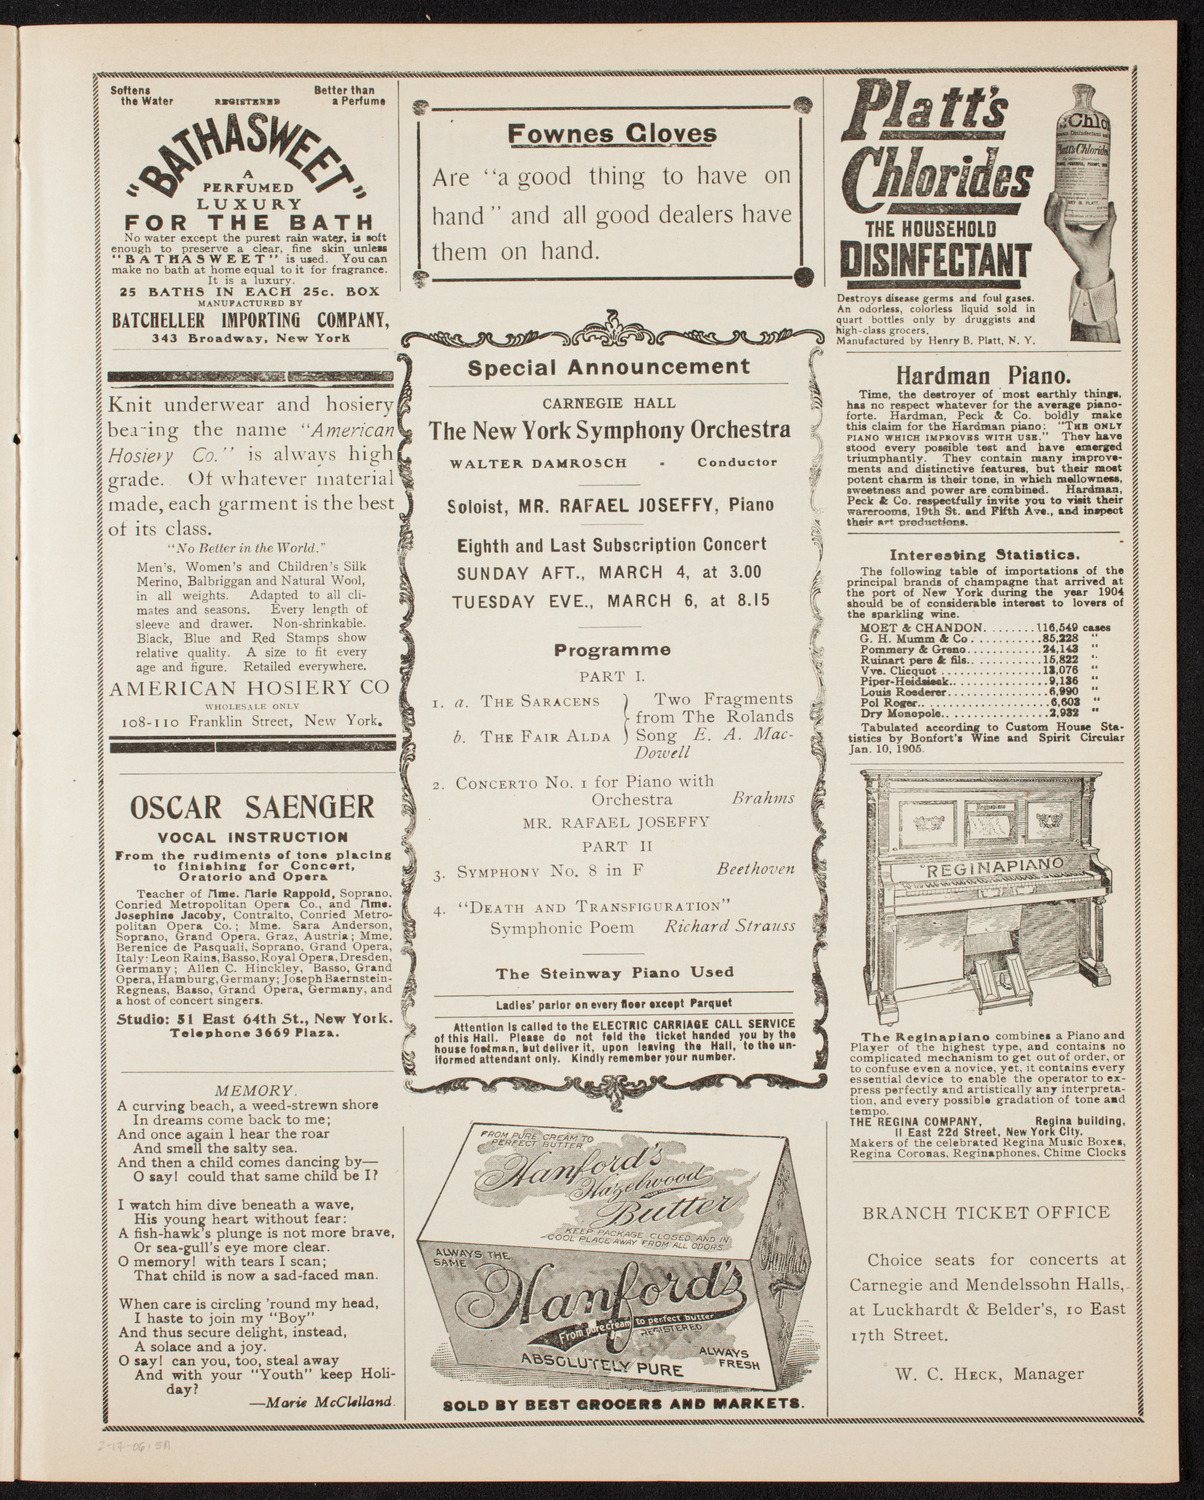 Softens
the Water
REGISTERED
Better than
a Perfume
"BATHASWEET"
A
PERFUMED
LUXURY
FOR THE BATH
No water except the purest rain water, is soft
enough to preserve a clear, fine skin unless
"BATHASWEET" is used. You can
make no bath at home equal to it for fragrance.
It is a luxury.
25 BATHS IN EACH 25c. BOX
MANUFACTURED BY
BATCHELLER IMPORTING COMPANY,
343 Broadway, New York
Knit underwear and hosiery
bearing the name "American
Hosiery Co." is always high
grade. Of whatever material
made, each garment is the best
of its class.
"No Better in the World."
Men's, Women's and Children's Silk
Merino, Balbriggan and Natural Wool,
in all weights. Adapted to all cli-
mates and seasons. Every length of
sleeve and drawer. Non-shrinkable.
Black, Blue and Red Stamps show
relative quality. A size to fit every
age and figure. Retailed everywhere.
AMERICAN HOSIERY CO
WHOLESALE ONLY
108-110 Franklin Street, New York.
OSCAR SAENGER
VOCAL INSTRUCTION
From the rudiments of tone placing
to finishing for Concert,
Oratorio and Opera
Teacher of Mme. Marie Rappold, Soprano,
Conried Metropolitan Opera Co., and Mme.
Josephine Jacoby, Contralto, Conried Metro-
politan Opera Co.; Mme. Sara Anderson,
Soprano, Grand Opera, Graz, Austria; Mme.
Berenice de Pasquali, Soprano, Grand Opera,
Italy: Leon Rains, Basso, Royal Opera, Dresden,
Germany; Allen C. Hinckley, Basso, Grand
Opera, Hamburg, Germany; Joseph Baernstein-
Regneas, Basso, Grand Opera, Germany, and
a host of concert singers.
Studio: 51 East 64th St., New York.
Telephone 3669 Plaza.
MEMORY.
A curving beach, a weed-strewn shore
In dreams come back to me;
And once again I hear the roar
And smell the salty sea.
And then a child comes dancing by—
O say! could that same child be I?
I watch him dive beneath a wave,
His young heart without fear:
A fish-hawk's plunge is not more brave,
Or sea-gull's eye more clear.
O memory! with tears I scan;
That child is now a sad-faced man.
When care is circling 'round my head,
I haste to join my "Boy"
And thus secure delight, instead,
A solace and a joy.
O say! can you, too, steal away
And with your "Youth" keep Holi-
day?
—Marie McClelland.
Fownes Gloves
Are "a good thing to have on
hand" and all good dealers have
them on hand.
Special Announcement
CARNEGIE HALL
The New York Symphony Orchestra
WALTER DAMROSCH - Conductor
Soloist, MR. RAFAEL JOSEFFY, Piano
Eighth and Last Subscription Concert
SUNDAY AFT., MARCH 4, at 3.00
TUESDAY EVE., MARCH 6, at 8.15
Programme
PART I.
1. a. THE SARACENS } Two Fragments
from The Rolands
b. THE FAIR ALDA } Song E. A. Mac-
Dowell
2. CONCERTO No. 1 for Piano with
Orchestra Brahms
MR. RAFAEL JOSEFFY
PART II
3. SYMPHONY No. 8 in F Beethoven
4. "DEATH AND TRANSFIGURATION"
Symphonic Poem Richard Strauss
The Steinway Piano Used
Ladies' parlor on every floor except Parquet
Attention is called to the ELECTRIC CARRIAGE CALL SERVICE
of this Hall. Please do not fold the ticket handed you by the
house footman, but deliver it, upon leaving the Hall, to the un-
iformed attendant only. Kindly remember your number.
FROM PURE CREAM TO
PERFECT BUTTER
Hanford's
Hazelwood
Butter
KEEP PACKAGE CLOSED AND IN
COOL PLACE AWAY FROM ALL ODORS.
ALWAYS THE
SAME
Hanford's
From pure cream to perfect butter
REGISTERED
ABSOLUTELY PURE
ALWAYS
FRESH
Hanford's
SOLD BY BEST GROCERS AND MARKETS.
Platt's
Chlorides
THE HOUSEHOLD
DISINFECTANT
Platt's Chlorides
Destroys disease germs and foul gases.
An odorless, colorless liquid sold in
quart bottles only by druggists and
high-class grocers.
Manufactured by Henry B. Platt, N. Y.
Hardman Piano.
Time, the destroyer of most earthly things,
has no respect whatever for the average piano-
forte. Hardman, Peck & Co. boldly make
this claim for the Hardman piano: "THE ONLY
PIANO WHICH IMPROVES WITH USE." They have
stood every possible test and have emerged
triumphantly. They contain many improve-
ments and distinctive features, but their most
potent charm is their tone, in which mellowness,
sweetness and power are combined. Hardman,
Peck & Co. respectfully invite you to visit their
warerooms, 19th St. and Fifth Ave., and inspect
their art productions.
Interesting Statistics.
The following table of importations of the
principal brands of champagne that arrived at
the port of New York during the year 1904
should be of considerable interest to lovers of
the sparkling wine.
MOET & CHANDON........116,549 cases
G. H. Mumm & Co...........85,228 "
Pommery & Greno............24,143 "
Ruinart pere & fils............15,822 "
Vve. Clicquot................13,076 "
Piper-Heidsieck...............9,136 "
Louis Roederer...............6,990 "
Pol Roger....................6,603 "
Dry Monopole.................2,932 "
Tabulated according to Custom House Sta-
tistics by Bonfort's Wine and Spirit Circular
Jan. 10, 1905.
Reginapiano
"REGINAPIANO
The Reginapiano combines a Piano and
Player of the highest type, and contains no
complicated mechanism to get out of order, or
to confuse even a novice, yet, it contains every
essential device to enable the operator to ex-
press perfectly and artistically any interpreta-
tion, and every possible gradation of tone and
tempo.
THE REGINA COMPANY, Regina building,
11 East 22d Street, New York City.
Makers of the celebrated Regina Music Boxes,
Regina Coronas, Reginaphones, Chime Clocks
BRANCH TICKET OFFICE
Choice seats for concerts at
Carnegie and Mendelssohn Halls,
at Luckhardt & Belder's, 10 East
17th Street.
W. C. HECK, Manager
2-17-06:5A